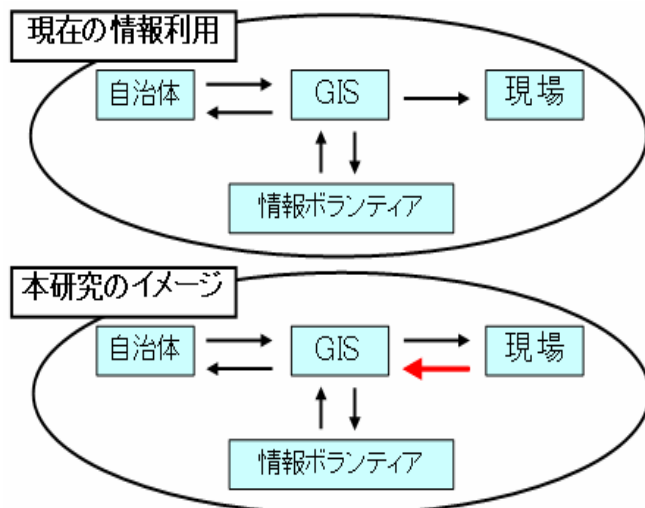 現在の情報利用
自治体
GIS
現場
情報ボランティア
本研究のイメージ
自治体
GIS
現場
情報ボランティア